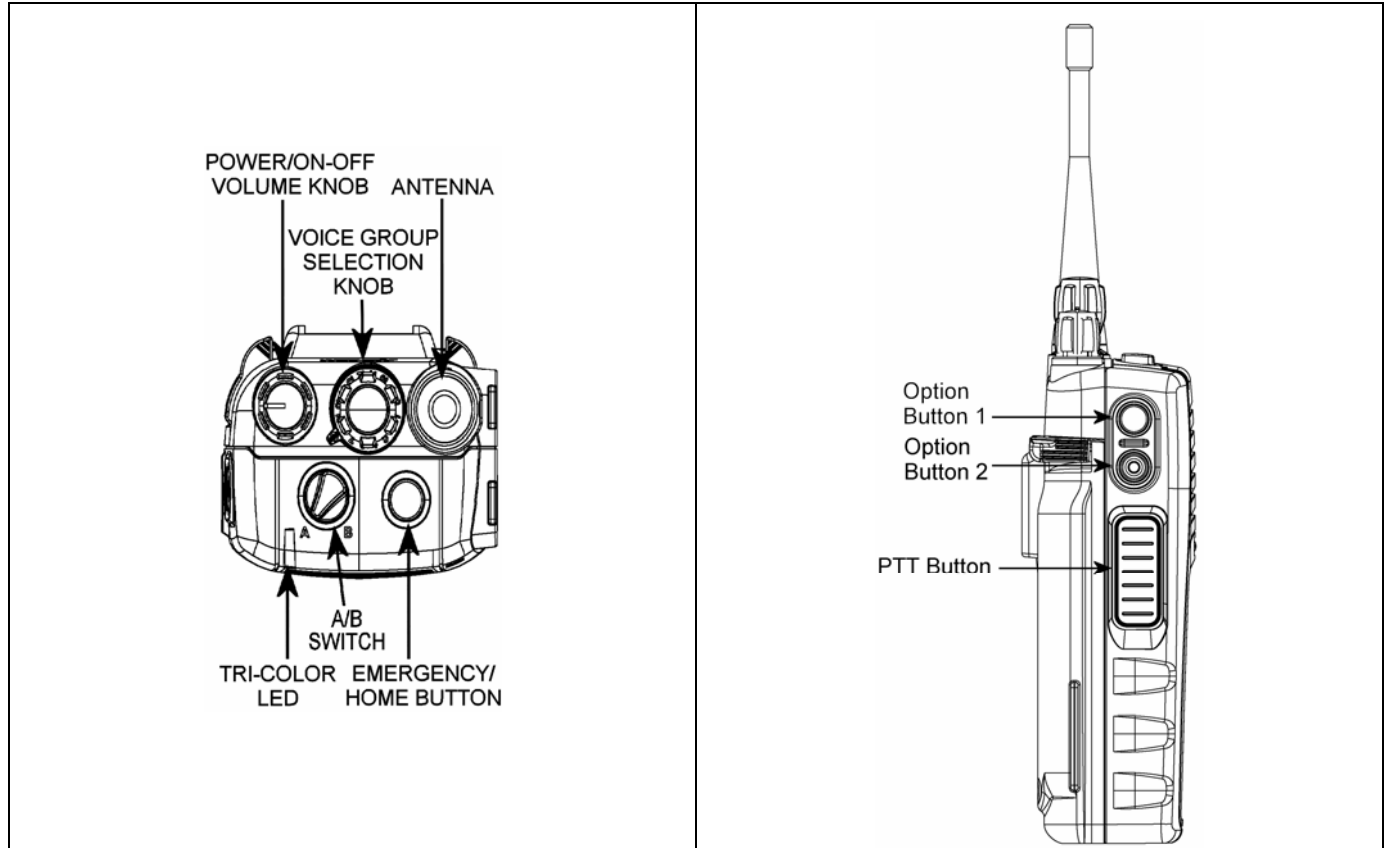 POWER/ON-OFF
VOLUME KNOB
ANTENNA
VOICE GROUP
SELECTION
KNOB
A
B
A/B
SWITCH
TRI-COLOR
LED
EMERGENCY/
HOME BUTTON
Option
Button 1
Option
Button 2
PTT Button